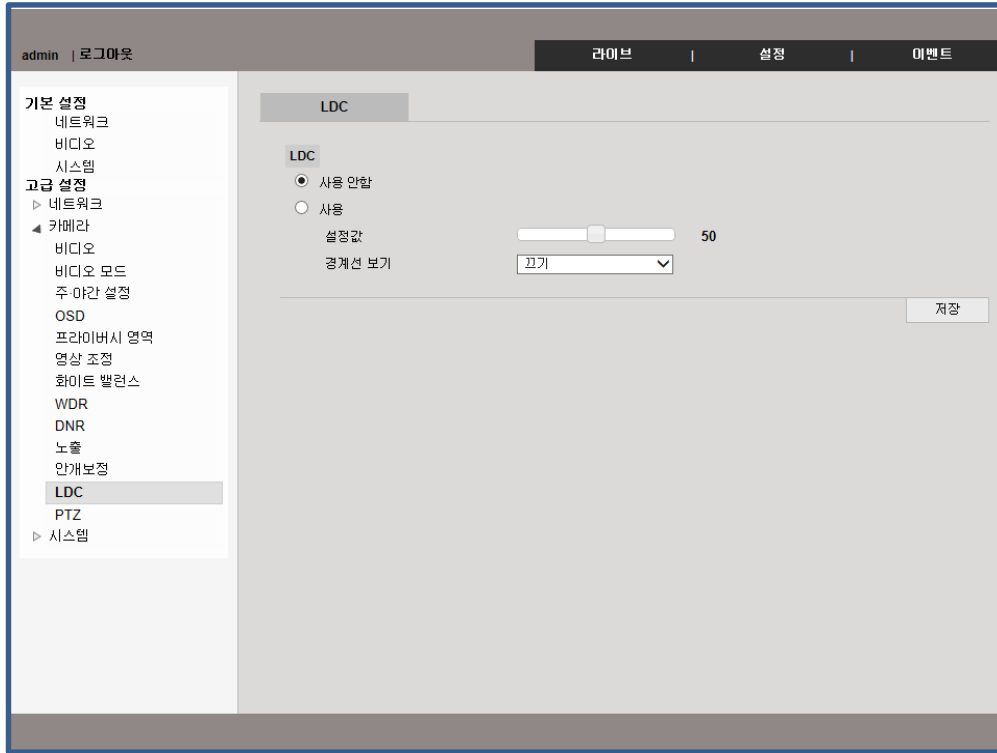 admin | 로그아웃
라이브 | 설정 | 이벤트
기본 설정
네트워크
비디오
시스템
고급 설정
▷ 네트워크
◢ 카메라
비디오
비디오 모드
주·야간 설정
OSD
프라이버시 영역
영상 조정
화이트 밸런스
WDR
DNR
노출
안개보정
LDC
PTZ
▷ 시스템
LDC
LDC
사용 안함
사용
설정값 50
경계선 보기 끄기
저장